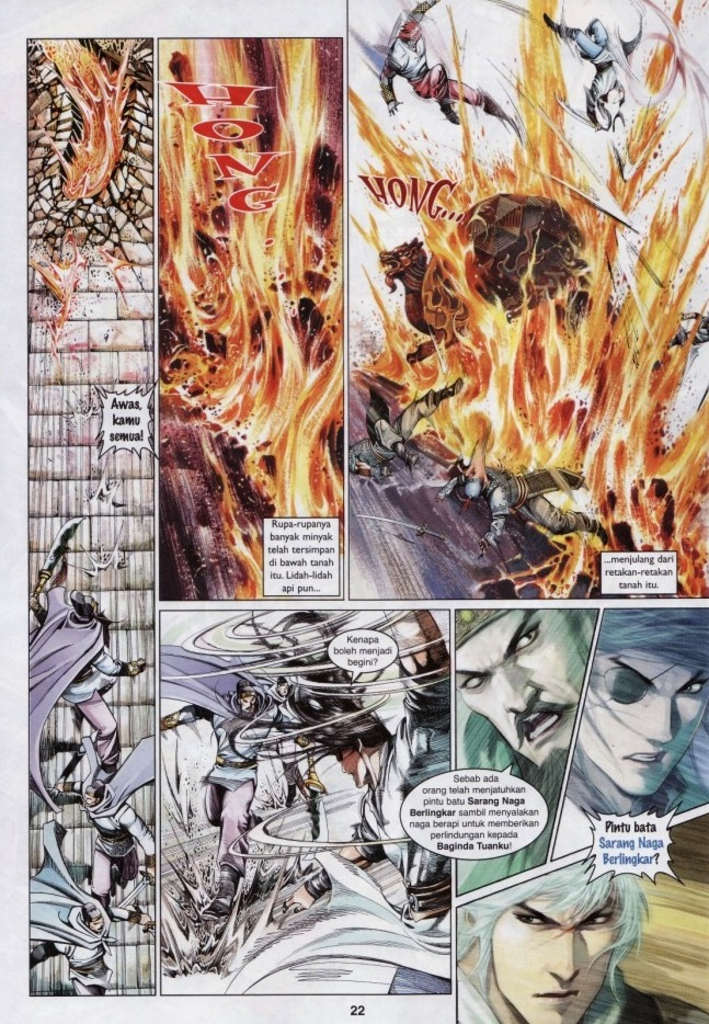 Awas,
kamu
semua!
HONG.
Rupa-rupanya
banyak minyak
telah tersimpan
di bawah tanah
itu. Lidah-lidah
api pun...
HONG...
...menjulang dari
retakan-retakan
tanah itu.
Kenapa
boleh menjadi
begini?
Sebab ada
orang telah menjatuhkan
pintu batu Sarang Naga
Berlingkar sambil menyalakan
naga berapi untuk memberikan
perlindungan kepada
Baginda Tuanku!
Pintu bata
Sarang Naga
Berlingkar?
22